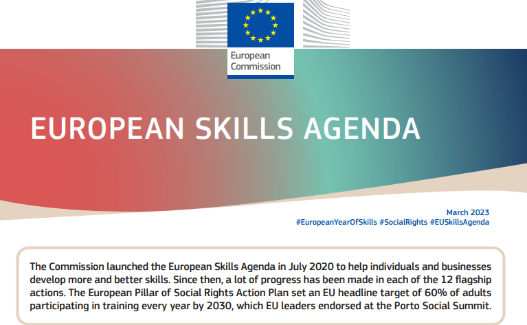 European
Commission
EUROPEAN SKILLS AGENDA
March 2023
#EuropeanYearOfSkills #SocialRights #EUSkillsAgenda
The Commission launched the European Skills Agenda in July 2020 to help individuals and businesses
develop more and better skills. Since then, a lot of progress has been made in each of the 12 flagship
actions. The European Pillar of Social Rights Action Plan set an EU headline target of 60% of adults
participating in training every year by 2030, which EU leaders endorsed at the Porto Social Summit.